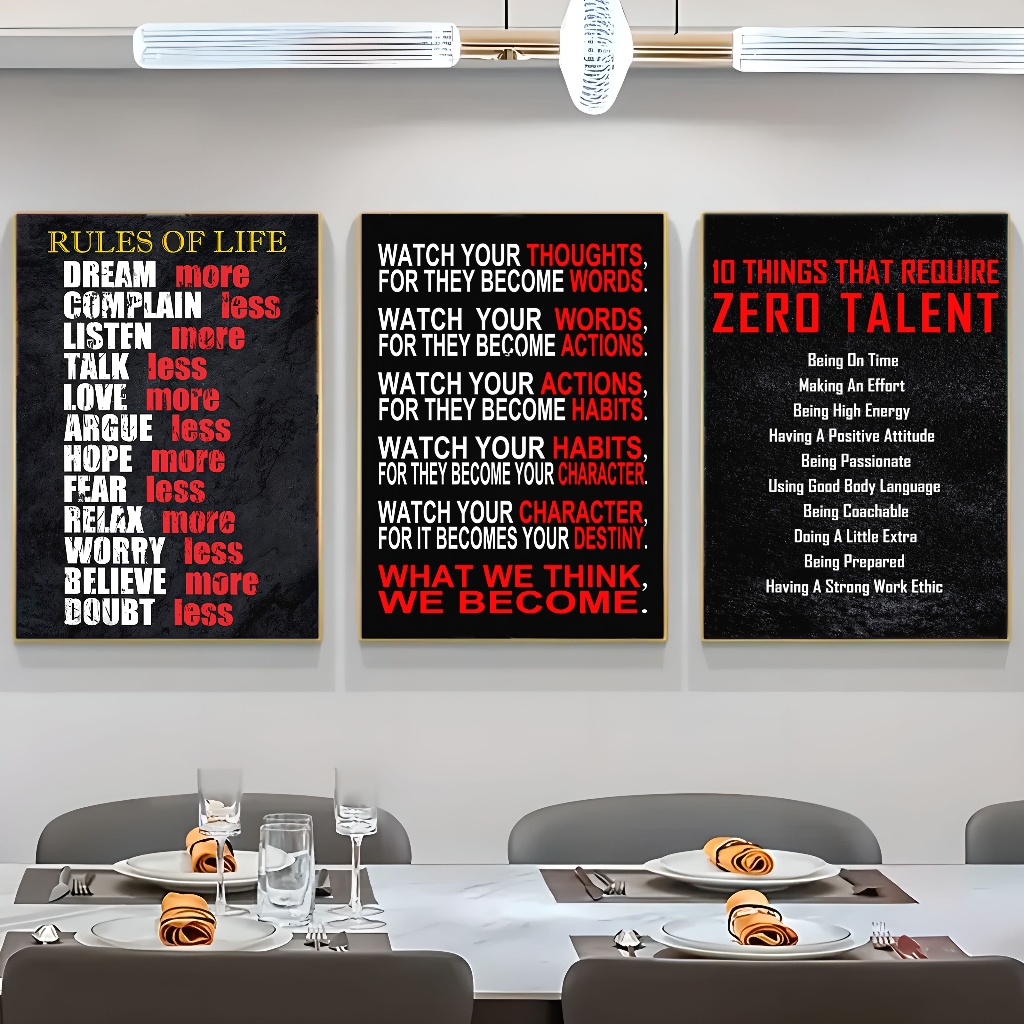 RULES OF LIFE
DREAM more
COMPLAIN less
LISTEN more
TALK less
LOVE more
ARGUE less
HOPE more
FEAR less
RELAX more
WORRY less
BELIEVE more
DOUBT less
WATCH YOUR THOUGHTS,
FOR THEY BECOME WORDS.
WATCH YOUR WORDS,
FOR THEY BECOME ACTIONS.
WATCH YOUR ACTIONS,
FOR THEY BECOME HABITS.
WATCH YOUR HABITS,
FOR THEY BECOME YOUR CHARACTER.
WATCH YOUR CHARACTER,
FOR IT BECOMES YOUR DESTINY.
WHAT WE THINK,
WE BECOME.
10 THINGS THAT REQUIRE
ZERO TALENT
Being On Time
Making An Effort
Being High Energy
Having A Positive Attitude
Being Passionate
Using Good Body Language
Being Coachable
Doing A Little Extra
Being Prepared
Having A Strong Work Ethic